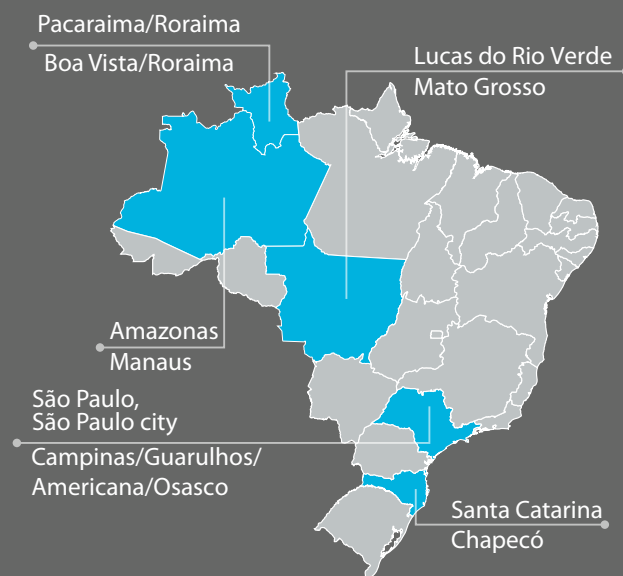 Pacaraima/Roraima
Boa Vista/Roraima
Lucas do Rio Verde
Mato Grosso
Amazonas
Manaus
São Paulo,
São Paulo city
Campinas/Guarulhos/
Americana/Osasco
Santa Catarina
Chapecó